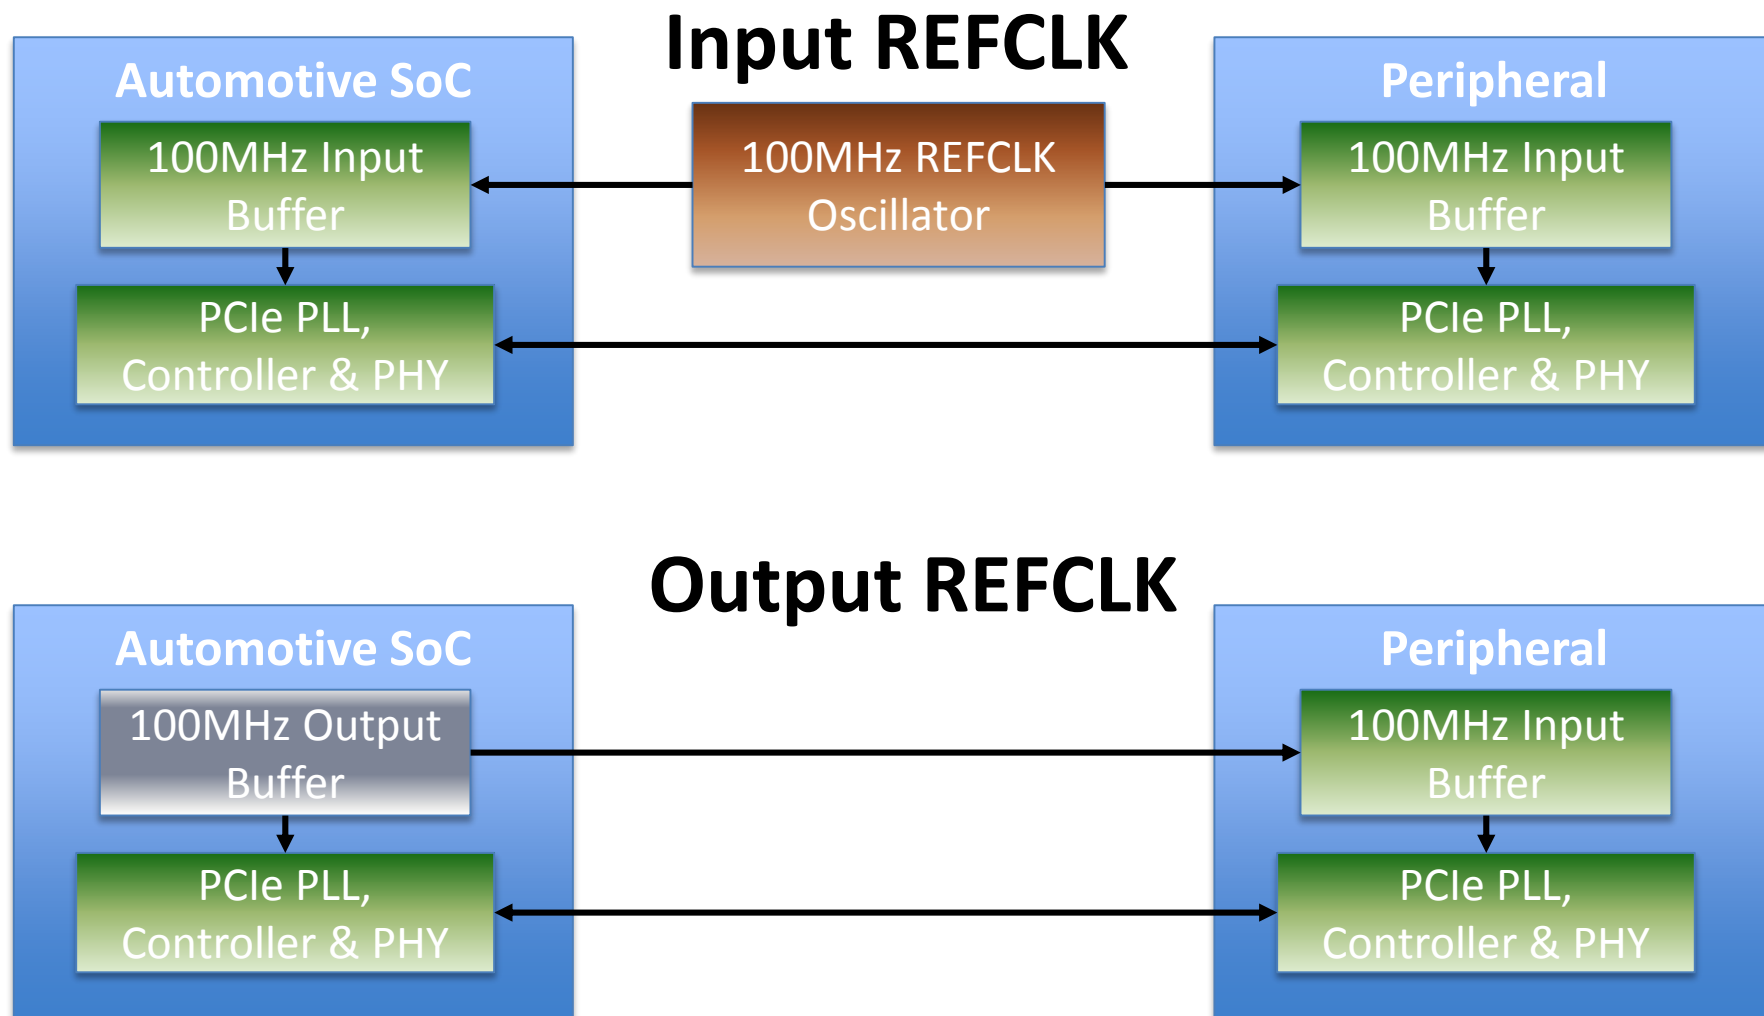 Input REFCLK
Automotive SoC
100MHz Input
Buffer
PCIe PLL,
Controller & PHY
100MHz REFCLK
Oscillator
Peripheral
100MHz Input
Buffer
PCIe PLL,
Controller & PHY
Output REFCLK
Automotive SoC
100MHz Output
Buffer
PCIe PLL,
Controller & PHY
Peripheral
100MHz Input
Buffer
PCIe PLL,
Controller & PHY